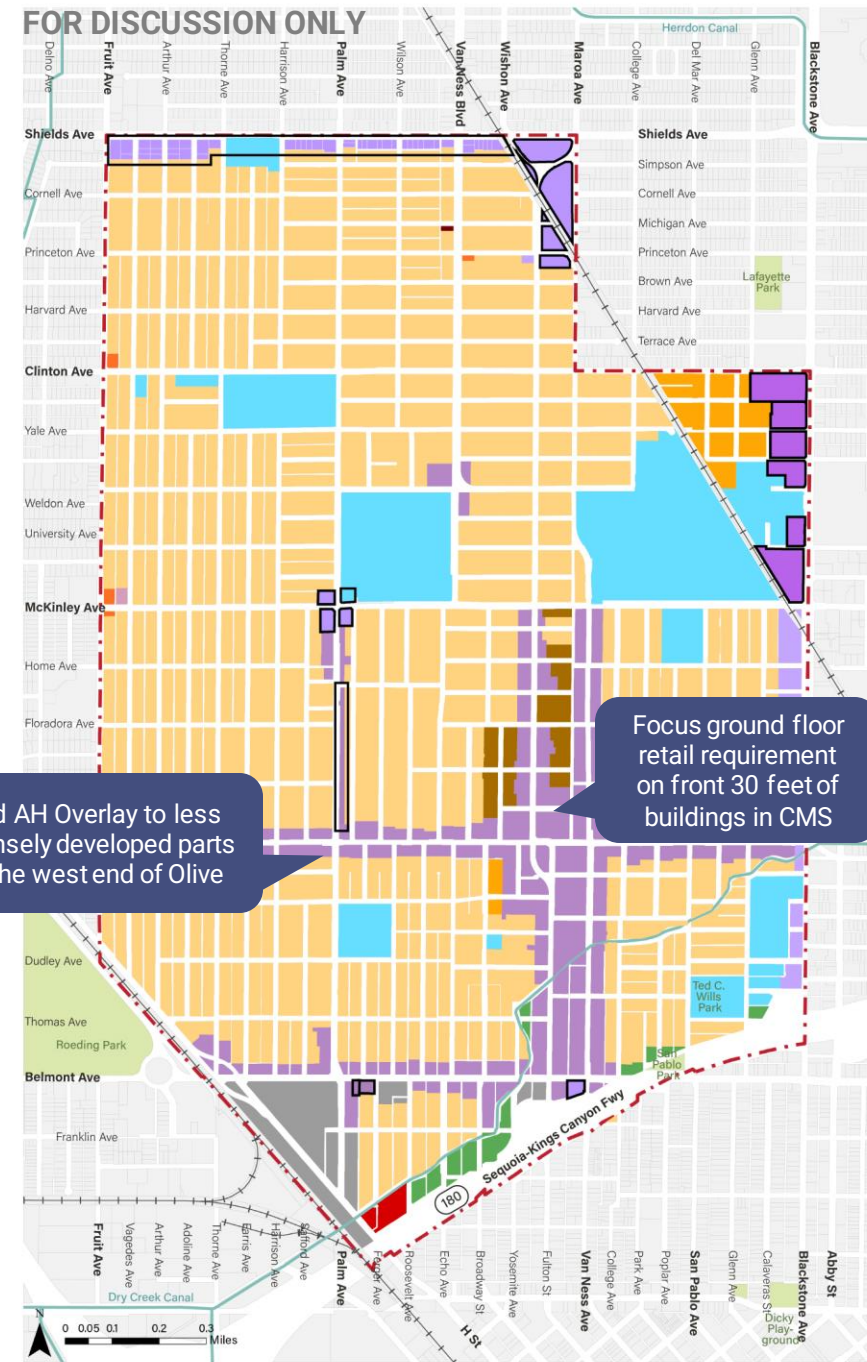 FOR DISCUSSION ONLY
Herrdon Canal
Delno Ave
Fruit Ave
Arthur Ave
Thorne Ave
Harrison Ave
Palm Ave
Wilson Ave
Van Ness Blvd
Wishon Ave
Maroa Ave
College Ave
Del Mar Ave
Glenn Ave
Blackstone Ave
Shields Ave
Shields Ave
Simpson Ave
Cornell Ave
Cornell Ave
Michigan Ave
Princeton Ave
Princeton Ave
Brown Ave
Lafayette
Park
Harvard Ave
Harvard Ave
Terrace Ave
Clinton Ave
Yale Ave
Weldon Ave
University Ave
McKinley Ave
Home Ave
Floradora Ave
Focus ground floor
retail requirement
on front 30 feet of
buildings in CMS
d AH Overlay to less
nsely developed parts
he west end of Olive
Dudley Ave
Ted C.
Wills
Park
Thomas Ave
Roeding Park
San
Pablo
Park
Belmont Ave
Franklin Ave
Sequoia-Kings Canyon Fwy
180
Fruit Ave
Vagedes Ave
Arthur Ave
Adoline Ave
Thorne Ave
Farris Ave
Harrison Ave
Safford Ave
Palm Ave
Ferger Ave
Roosevelt Ave
Echo Ave
Broadway St
Yosemite Ave
Fulton St
Van Ness Ave
College Ave
Park Ave
Poplar Ave
San Pablo Ave
Glenn Ave
Calaveras St
Blackstone Ave
Abby St
Dry Creek Canal
H St
Dicky
Play-
ground
N
0 0.05 0.1 0.2 0.3
Miles